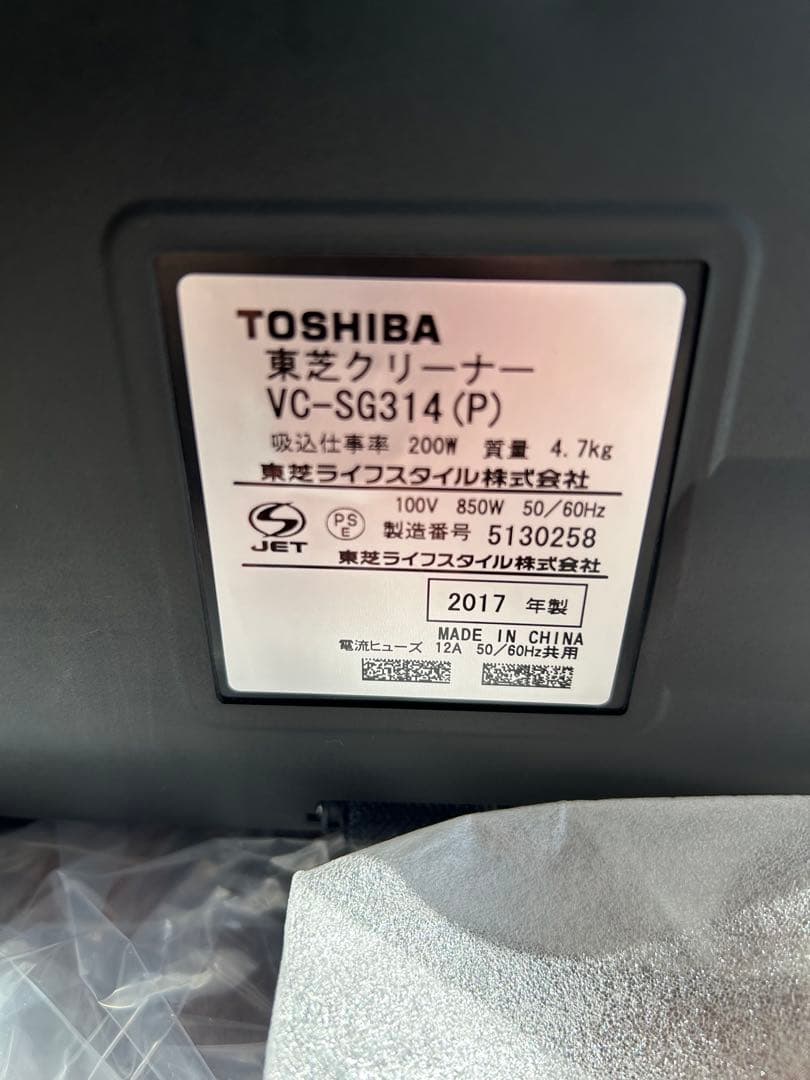 TOSHIBA
東芝クリーナー
VC-SG314(P)
吸込仕事率 200W 質量 4.7kg
東芝ライフスタイル株式会社
100V 850W 50/60Hz
JET PSE 製造番号 5130258
東芝ライフスタイル株式会社
2017 年製
MADE IN CHINA
電流ヒューズ 12A 50/60Hz共用